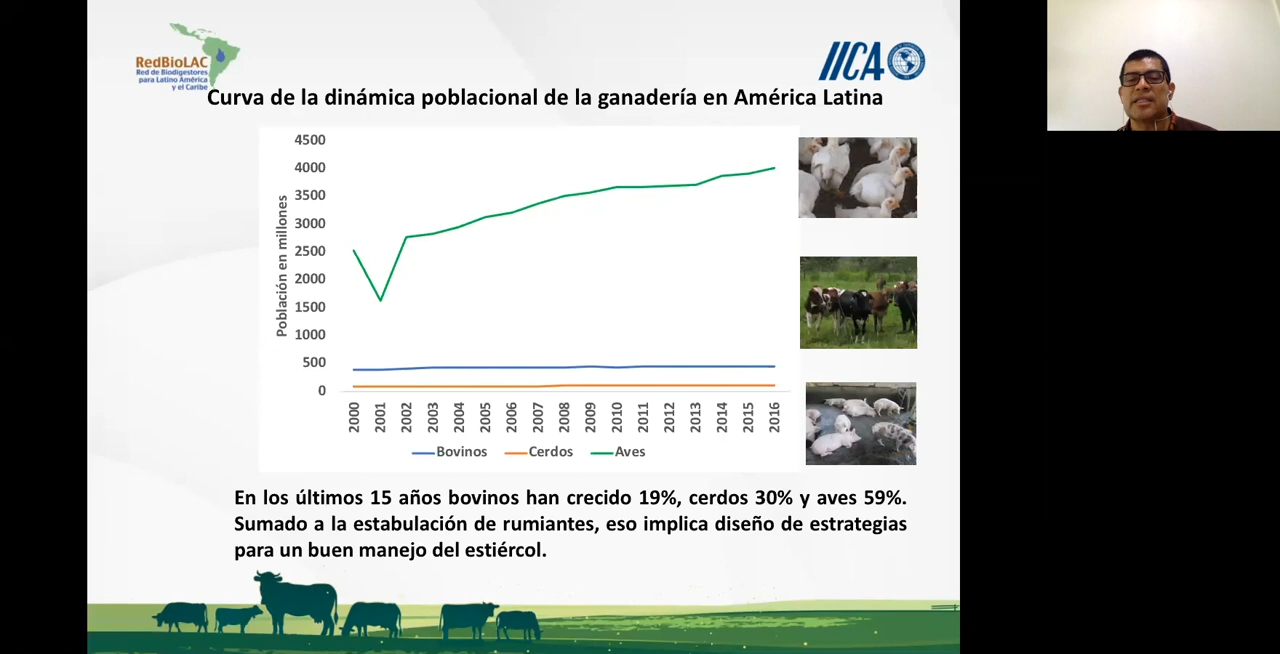 RedBioLAC
Red de Biodigestores
para Latino América
y el Caribe
IICA
Curva de la dinámica poblacional de la ganadería en América Latina
Población en millones
4500
4000
3500
3000
2500
2000
1500
1000
500
0
2000
2001
2002
2003
2004
2005
2006
2007
2008
2009
2010
2011
2012
2013
2014
2015
2016
Bovinos
Cerdos
Aves
En los últimos 15 años bovinos han crecido 19%, cerdos 30% y aves 59%.
Sumado a la estabulación de rumiantes, eso implica diseño de estrategias
para un buen manejo del estiércol.